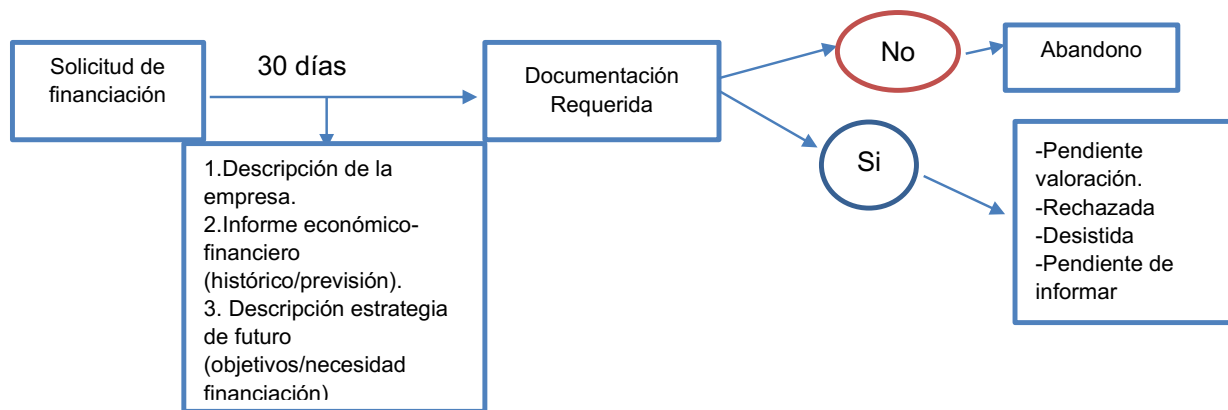 Solicitud de
financiación
30 días
1.Descripción de la
empresa.
2.Informe económico-
financiero
(histórico/previsión).
3. Descripción estrategia
de futuro
(objetivos/necesidad
financiación)
Documentación
Requerida
No
Abandono
Si
-Pendiente
valoración.
-Rechazada
-Desistida
-Pendiente de
informar